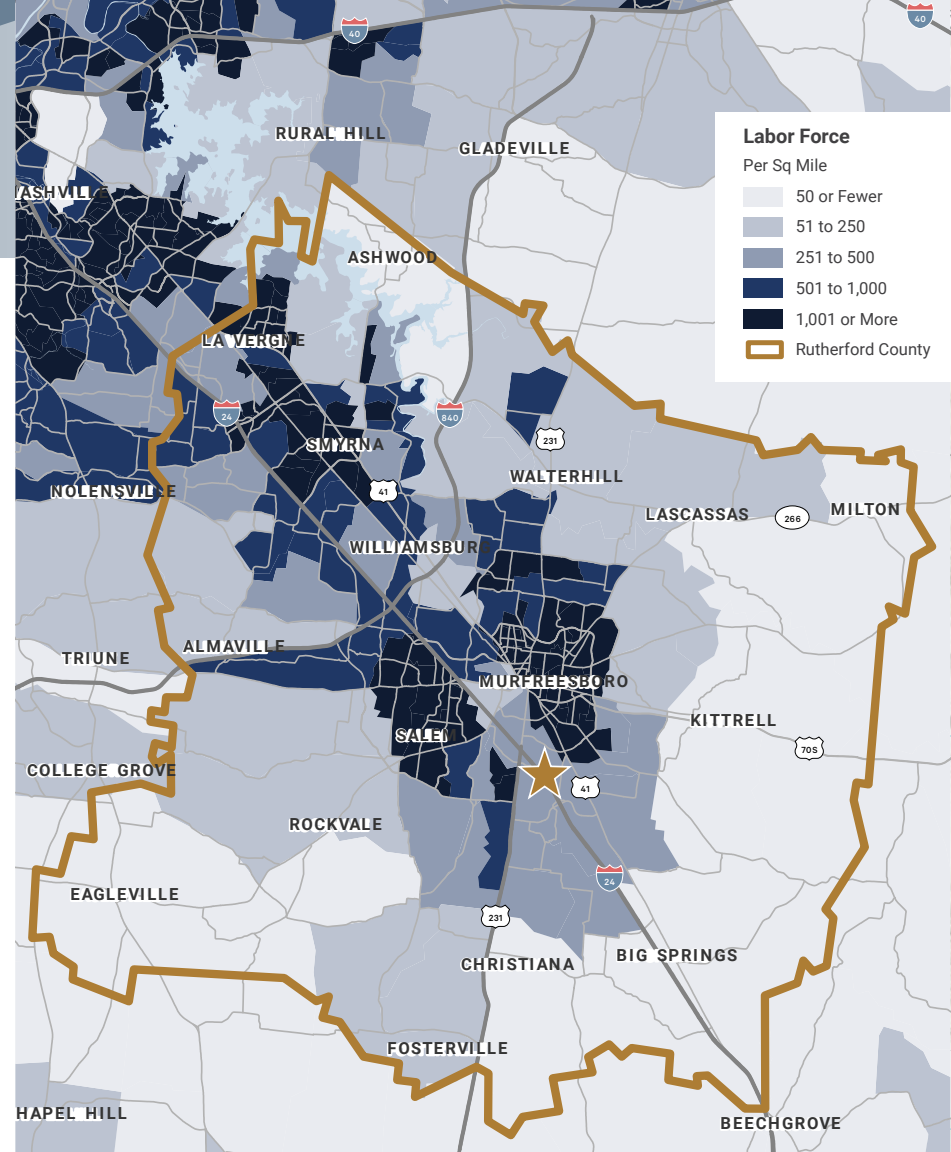 40
40
RURAL HILL
GLADEVILLE
Labor Force
Per Sq Mile
50 or Fewer
51 to 250
251 to 500
501 to 1,000
1,001 or More
Rutherford County
NASHVILLE
ASHWOOD
LA VERGNE
24
840
SMYRNA
231
WALTERHILL
41
NOLENSVILLE
LASCASSAS
266
MILTON
WILLIAMSBURG
ALMAVILLE
TRIUNE
MURFREESBORO
KITTRELL
SALEM
70S
COLLEGE GROVE
41
ROCKVALE
24
EAGLEVILLE
231
BIG SPRINGS
CHRISTIANA
FOSTERVILLE
HAPEL HILL
BEECHGROVE